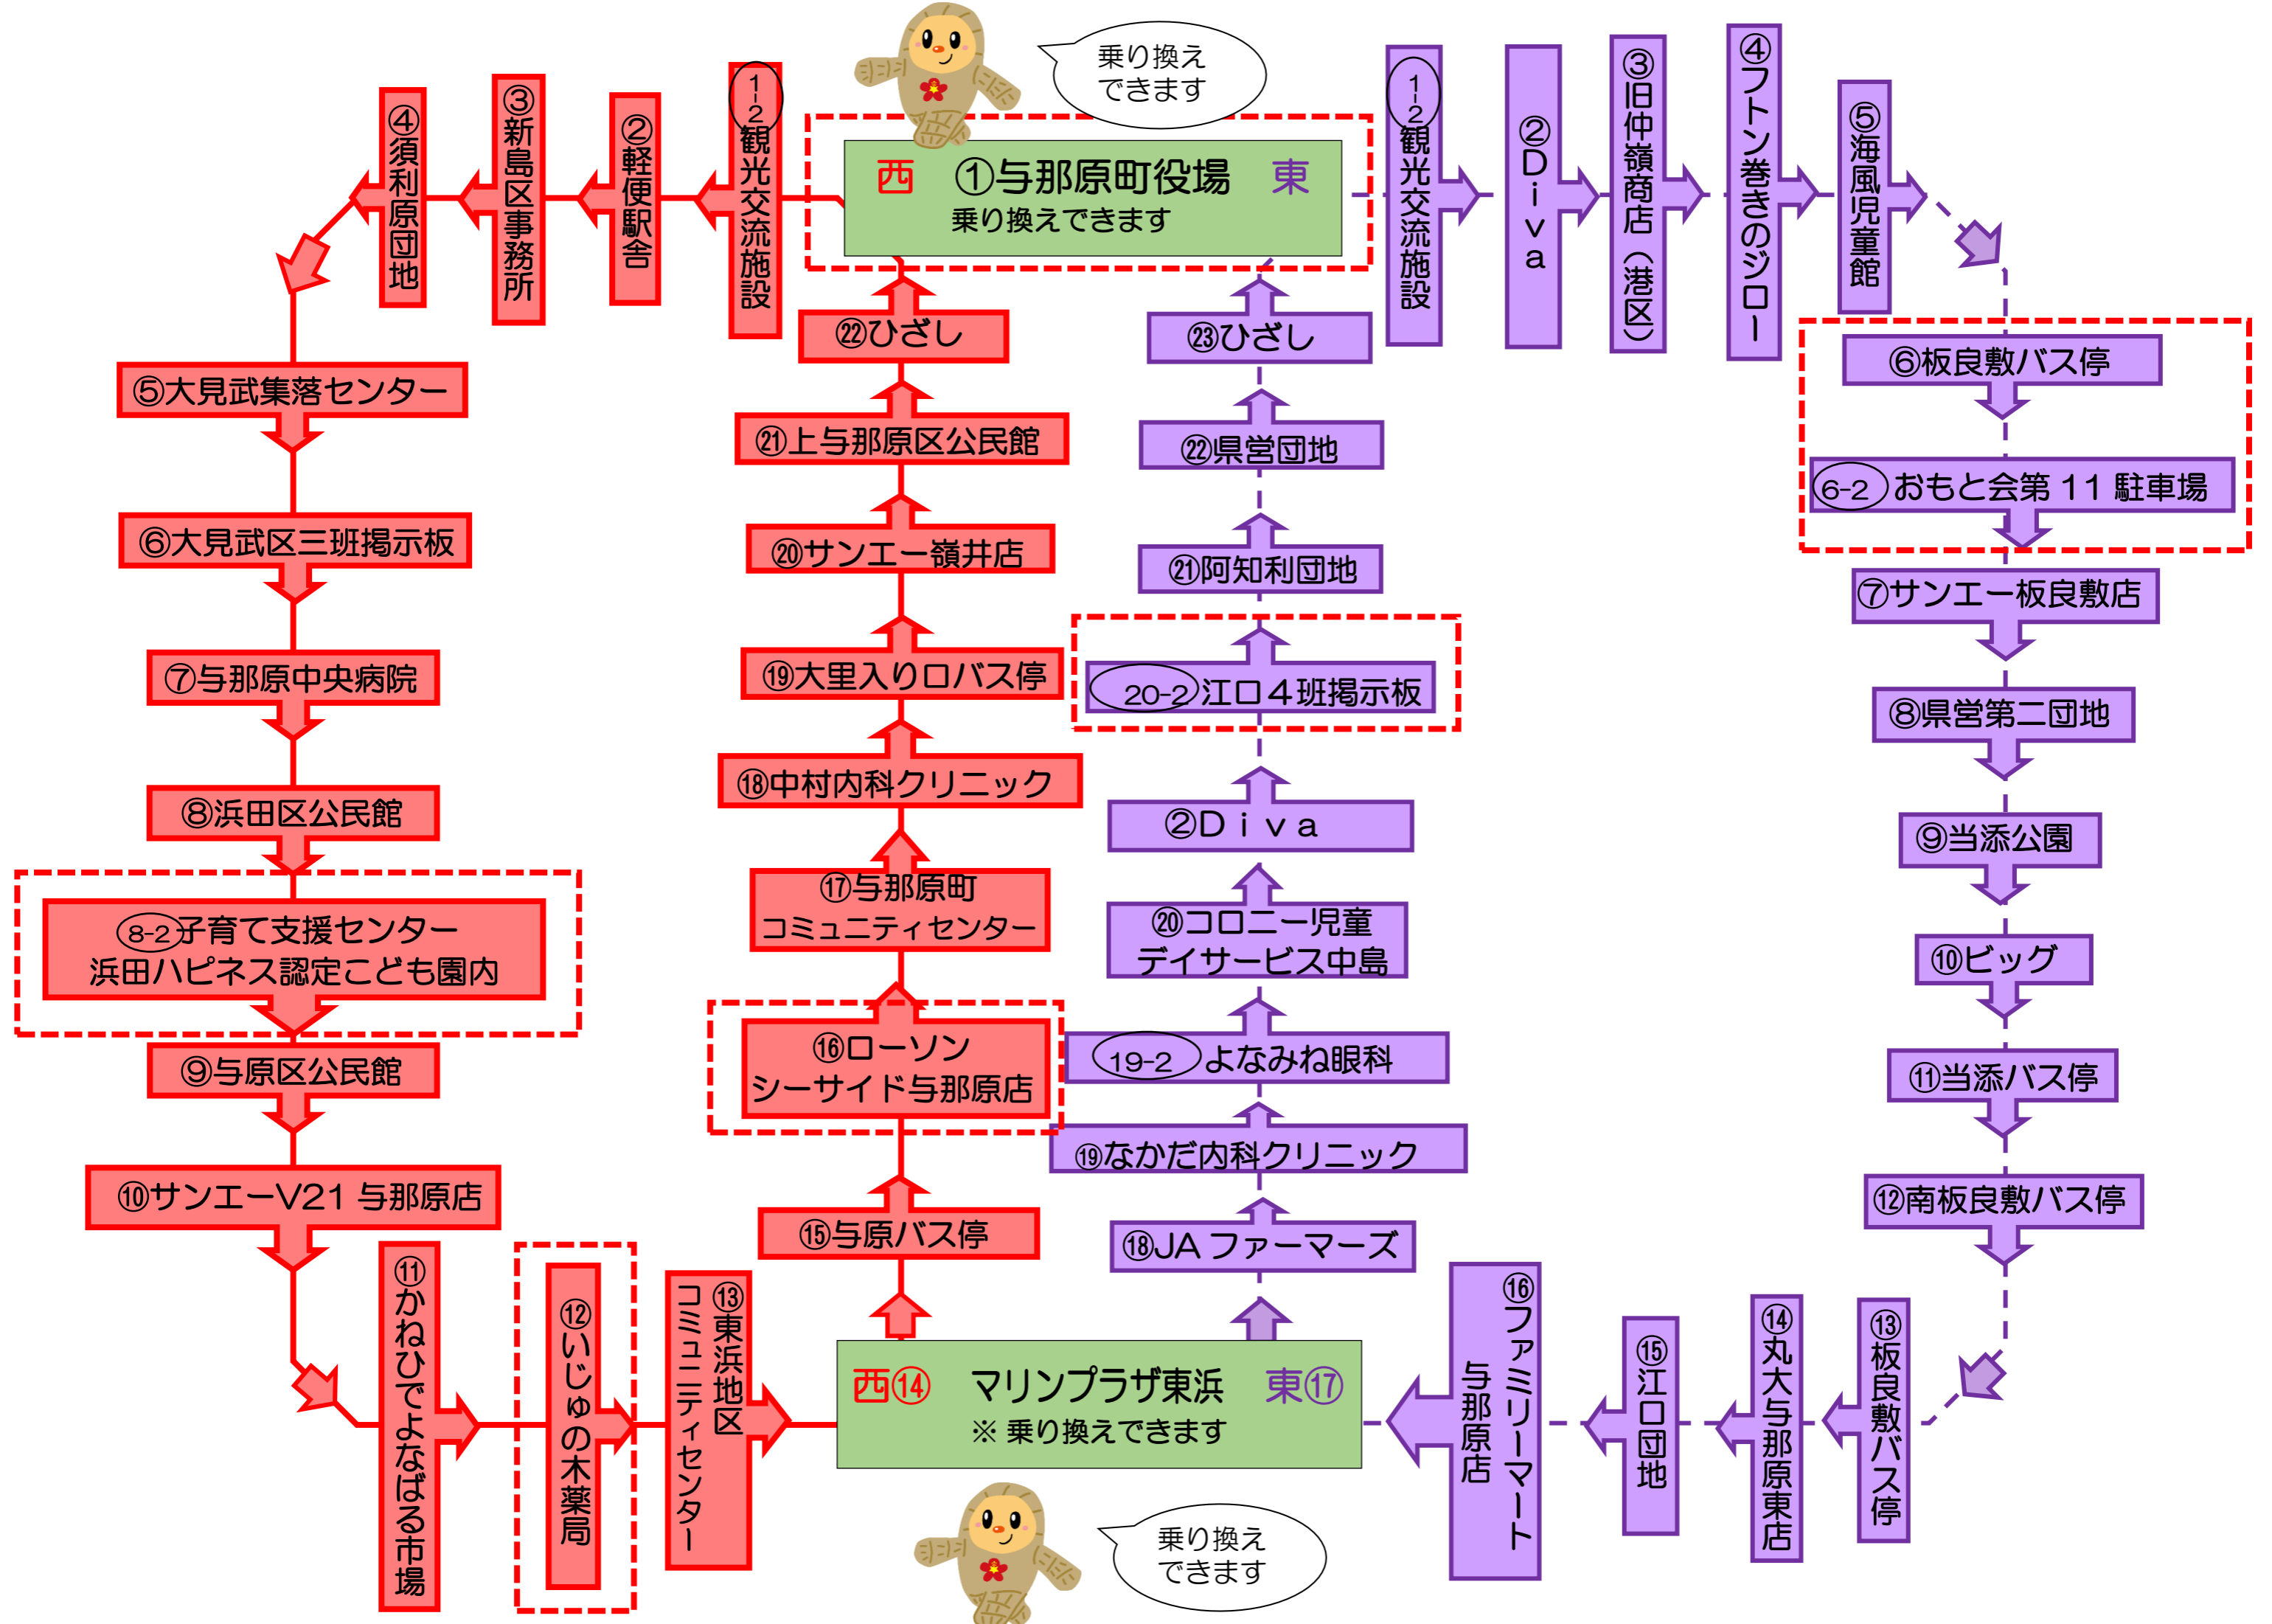 乗り換え
できます
西 ①与那原町役場 東
乗り換えできます
1-2観光交流施設
②軽便駅舎
③新島区事務所
④須利原団地
⑤大見武集落センター
⑥大見武区三班掲示板
⑦与那原中央病院
⑧浜田区公民館
8-2子育て支援センター
浜田ハピネス認定こども園内
⑨与原区公民館
⑩サンエーV21与那原店
⑪かねひでよなばる市場
⑫いじゅの木薬局
⑬東浜地区
コミュニティセンター
西⑭ マリンプラザ東浜 東⑰
※乗り換えできます
⑮与原バス停
⑯ローソン
シーサイド与那原店
⑰与那原町
コミュニティセンター
⑱中村内科クリニック
⑲大里入り口バス停
⑳サンエー嶺井店
㉑上与那原区公民館
㉒ひざし
1-2観光交流施設
②Diva
③旧仲嶺商店(港区)
④フトン巻きのジロー
⑤海風児童館
⑥板良敷バス停
6-2おもと会第11駐車場
⑦サンエー板良敷店
⑧県営第二団地
⑨当添公園
⑩ビッグ
⑪当添バス停
⑫南板良敷バス停
⑬板良敷バス停
⑭丸大与那原東店
⑮江口団地
⑯ファミリーマート
与那原店
⑱JAファーマーズ
⑲なかだ内科クリニック
19-2よなみね眼科
⑳コロニー児童
デイサービス中島
②Diva
20-2江口4班掲示板
㉑阿知利団地
㉒県営団地
㉓ひざし
乗り換え
できます